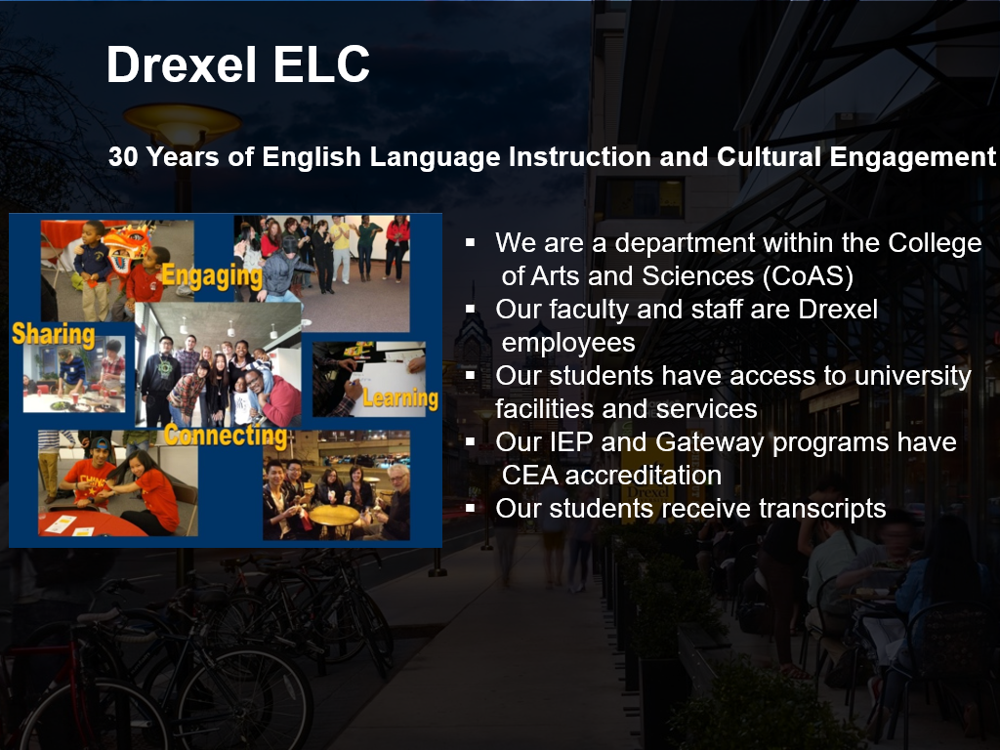 Drexel ELC
30 Years of English Language Instruction and Cultural Engagement
Engaging
Sharing
Learning
Connecting
▪ We are a department within the College
of Arts and Sciences (CoAS)
▪ Our faculty and staff are Drexel
employees
▪ Our students have access to university
facilities and services
▪ Our IEP and Gateway programs have
CEA accreditation
▪ Our students receive transcripts